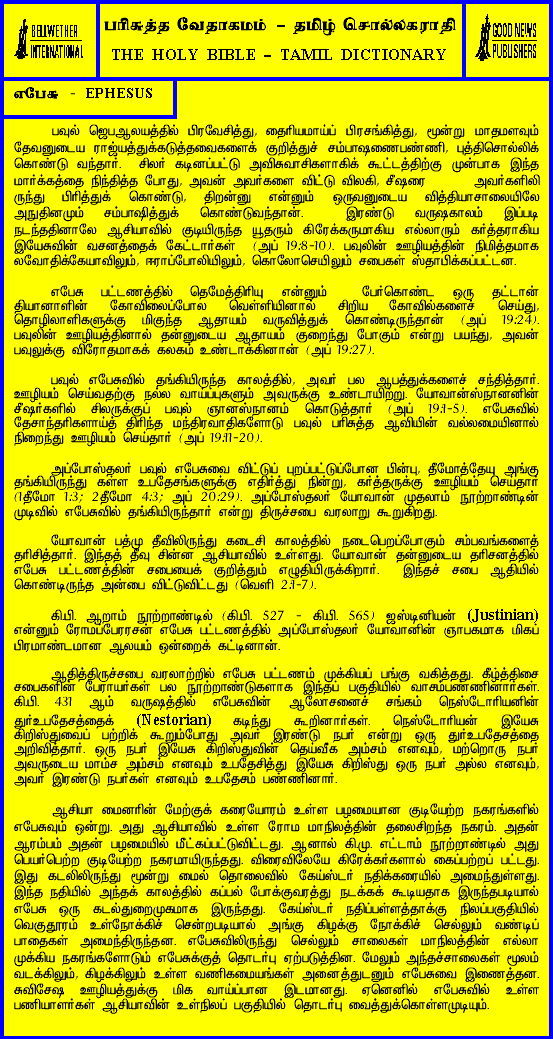 BELLWETHER
INTERNATIONAL
பரிசுத்த வேதாகமம் – தமிழ் சொல்லகராதி
THE HOLY BIBLE – TAMIL DICTIONARY
GOOD NEWS
PUBLISHERS
எபேசு - EPHESUS
பவுல் ஜெபஆலயத்தில் பிரவேசித்து, தைரியமாய்ப் பிரசங்கித்து, மூன்று மாதமளவும்
தேவனுடைய ராஜ்யத்துக்கடுத்தவைகளைக் குறித்துச் சம்பாஷணைபண்ணி, புத்திசொல்லிக்
கொண்டு வந்தார். சிலர் கடினப்பட்டு அவிசுவாசிகளாகிக் கூட்டத்திற்கு முன்பாக இந்த
மார்க்கத்தை நிந்தித்த போது, அவன் அவர்களை விட்டு விலகி, சீஷரை அவர்களிலி
ருந்து பிரித்துக் கொண்டு, திறன்னு என்னும் ஒருவனுடைய வித்தியாசாலையிலே
அநுதினமும் சம்பாஷித்துக் கொண்டுவந்தான். இரண்டு வருஷகாலம் இப்படி
நடந்ததினாலே ஆசியாவில் குடியிருந்த யூதரும் கிரேக்கருமாகிய எல்லாரும் கர்த்தராகிய
இயேசுவின் வசனத்தைக் கேட்டார்கள் (அப் 19:8-10). பவுலின் ஊழியத்தின் நிமித்தமாக
லவோதிக்கேயாவிலும், ஈராப்போலியிலும், கொலோசெயிலும் சபைகள் ஸ்தாபிக்கப்பட்டன.
எபேசு பட்டணத்தில் தெமேத்திரியு என்னும் பேர்கொண்ட ஒரு தட்டான்
தியானாளின் கோவிலைப்போல வெள்ளியினால் சிறிய கோவில்களைச் செய்து,
தொழிலாளிகளுக்கு மிகுந்த ஆதாயம் வருவித்துக் கொண்டிருந்தான் (அப் 19:24).
பவுலின் ஊழியத்தினால் தன்னுடைய ஆதாயம் குறைந்து போகும் என்று பயந்து, அவன்
பவுலுக்கு விரோதமாகக் கலகம் உண்டாக்கினான் (அப் 19:27).
பவுல் எபேசுவில் தங்கியிருந்த காலத்தில், அவர் பல ஆபத்துக்களைச் சந்தித்தார்.
ஊழியம் செய்வதற்கு நல்ல வாய்ப்புகளும் அவருக்கு உண்டாயிற்று. யோவான்ஸ்நானனின்
சீஷர்களில் சிலருக்குப் பவுல் ஞானஸ்நானம் கொடுத்தார் (அப் 19:1-5). எபேசுவில்
தேசாந்தரிகளாய்த் திரிந்த மந்திரவாதிகளோடு பவுல் பரிசுத்த ஆவியின் வல்லமையினால்
நிறைந்து ஊழியம் செய்தார் (அப் 19:11-20).
அப்போஸ்தலர் பவுல் எபேசுவை விட்டுப் புறப்பட்டுப்போன பின்பு, தீமோத்தேயு அங்கு
தங்கியிருந்து கள்ள உபதேசங்களுக்கு எதிர்த்து நின்று, கர்த்தருக்கு ஊழியம் செய்தார்
(1தீமோ 1:3; 2தீமோ 4:3; அப் 20:29). அப்போஸ்தலர் யோவான் முதலாம் நூற்றாண்டின்
முடிவில் எபேசுவில் தங்கியிருந்தார் என்று திருச்சபை வரலாறு கூறுகிறது.
யோவான் பத்மு தீவிலிருந்து கடைசி காலத்தில் நடைபெறப்போகும் சம்பவங்களைத்
தரிசித்தார். இந்தத் தீவு சின்ன ஆசியாவில் உள்ளது. யோவான் தன்னுடைய தரிசனத்தில்
எபேசு பட்டணத்தின் சபையைக் குறித்தும் எழுதியிருக்கிறார். இந்தச் சபை ஆதியில்
கொண்டிருந்த அன்பை விட்டுவிட்டது (வெளி 2:1-7).
கி.பி. ஆறாம் நூற்றாண்டில் (கி.பி. 527 - கி.பி. 565) ஜஸ்டினியன் (Justinian)
என்னும் ரோமப்பேரரசன் எபேசு பட்டணத்தில் அப்போஸ்தலர் யோவானின் ஞாபகமாக மிகப்
பிரமாண்டமான ஆலயம் ஒன்றைக் கட்டினான்.
ஆதித்திருச்சபை வரலாற்றில் எபேசு பட்டணம் முக்கியப் பங்கு வகித்தது. கீழ்த்திசை
சபைகளின் பேராயர்கள் பல நூற்றாண்டுகளாக இந்தப் பகுதியில் வாசம்பண்ணினார்கள்.
கி.பி. 431 ஆம் வருஷத்தில் எபேசுவின் ஆலோசனைச் சங்கம் நெஸ்டோரியனின்
துர்உபதேசத்தைக் (Nestorian) கடிந்து கூறினார்கள். நெஸ்டோரியன் இயேசு
கிறிஸ்துவைப் பற்றிக் கூறும்போது அவர் இரண்டு நபர் என்று ஒரு துர்உபதேசத்தை
அறிவித்தார். ஒரு நபர் இயேசு கிறிஸ்துவின் தெய்வீக அம்சம் எனவும், மற்றொரு நபர்
அவருடைய மாம்ச அம்சம் எனவும் உபதேசித்து இயேசு கிறிஸ்து ஒரு நபர் அல்ல எனவும்,
அவர் இரண்டு நபர்கள் எனவும் உபதேசம் பண்ணினார்.
ஆசியா மைனரின் மேற்குக் கரையோரம் உள்ள பழமையான குடியேற்ற நகரங்களில்
எபேசுவும் ஒன்று. அது ஆசியாவில் உள்ள ரோம மாநிலத்தின் தலைசிறந்த நகரம். அதன்
ஆரம்பம் அதன் பழமையில் மீட்கப்பட்டுவிட்டது. ஆனால் கி.மு. எட்டாம் நூற்றாண்டில் அது
பெயர்பெற்ற குடியேற்ற நகரமாயிருந்தது. விரைவிலேயே கிரேக்கர்களால் கைப்பற்றப் பட்டது.
இது கடலிலிருந்து மூன்று மைல் தொலைவில் கேய்ஸ்டர் நதிக்கரையில் அமைந்துள்ளது.
இந்த நதியில் அந்தக் காலத்தில் கப்பல் போக்குவரத்து நடக்கக் கூடியதாக இருந்தபடியால்
எபேசு ஒரு கடல்துறைமுகமாக இருந்தது. கேய்ஸ்டர் நதிப்பள்ளத்தாக்கு நிலப்பகுதியில்
வெகுதூரம் உள்நோக்கிச் சென்றபடியால் அங்கு கிழக்கு நோக்கிச் செல்லும் வண்டிப்
பாதைகள் அமைந்திருந்தன. எபேசுவிலிருந்து செல்லும் சாலைகள் மாநிலத்தின் எல்லா
முக்கிய நகரங்களோடும் எபேசுக்குத் தொடர்பு ஏற்படுத்தின. மேலும் அந்தச்சாலைகள் மூலம்
வடக்கிலும், கிழக்கிலும் உள்ள வணிகமையங்கள் அனைத்துடனும் எபேசுவை இணைத்தன.
சுவிசேஷ ஊழியத்துக்கு மிக வாய்ப்பான இடமானது. ஏனெனில் எபேசுவில் உள்ள
பணியாளர்கள் ஆசியாவின் உள்நிலப் பகுதியில் தொடர்பு வைத்துக்கொள்ளமுடியும்.